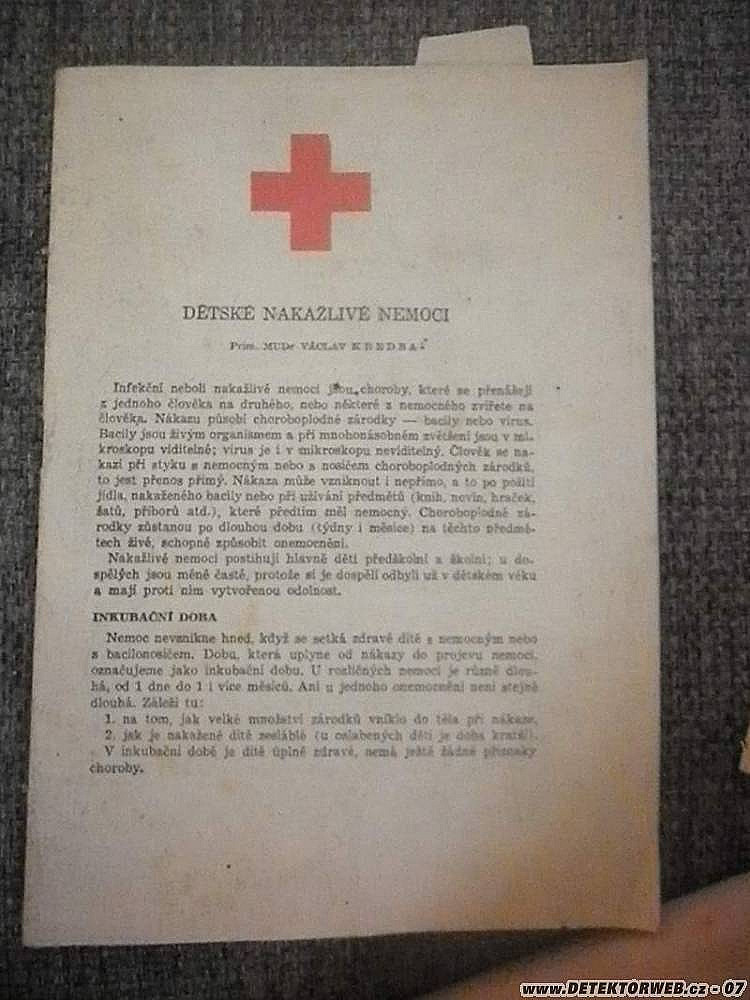 DĚTSKÉ NAKAŽLIVÉ NEMOCI
Prim. MUDr VÁCLAV KREDBA
Infekční neboli nakažlivé nemoci jsou choroby, které se přenášejí
z jednoho člověka na druhého, nebo některé z nemocného zvířete na
člověka. Nákazu působí choroboplodné zárodky — bacily nebo virus.
Bacily jsou živým organismem a při mnohonásobném zvětšení jsou v mi-
kroskopu viditelné; virus je i v mikroskopu neviditelný. Člověk se na-
kazí při styku s nemocným nebo s nosičem choroboplodných zárodků,
to jest přenos přímý. Nákaza může vzniknout i nepřímo, a to po požití
jídla, nakaženého bacily nebo při užívání předmětů (knih, novin, hraček,
šatů, příborů atd.), které předtím měl nemocný. Choroboplodné zá-
rodky zůstanou po dlouhou dobu (týdny i měsíce) na těchto předmě-
tech živé, schopné způsobit onemocnění.
Nakažlivé nemoci postihují hlavně děti předškolní a školní; u do-
spělých jsou méně časté, protože si je dospělí odbyli už v dětském věku
a mají proti nim vytvořenou odolnost.
INKUBAČNÍ DOBA
Nemoc nevznikne hned, když se setká zdravé dítě s nemocným nebo
s bacilonosičem. Dobu, která uplyne od nákazy do projevu nemoci,
označujeme jako inkubační dobu. U rozličných nemocí je různě dlou-
há, od 1 dne do 1 i více měsíců. Ani u jednoho onemocnění není stejně
dlouhá. Záleží tu:
1. na tom, jak velké množství zárodků vniklo do těla při nákaze,
2. jak je nakažené dítě zesláblé (u oslabených dětí je doba kratší).
V inkubační době je dítě úplně zdravé, nemá ještě žádné příznaky
choroby.
www.DETEKTORWEB.cz - 07